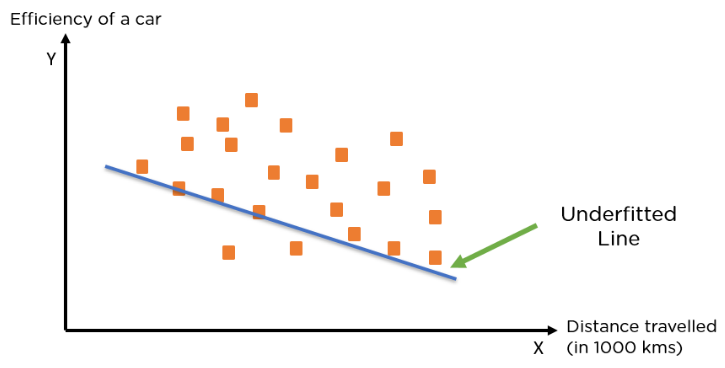 Efficiency of a car
Y
Underfitted
Line
X
Distance travelled
(in 1000 kms)